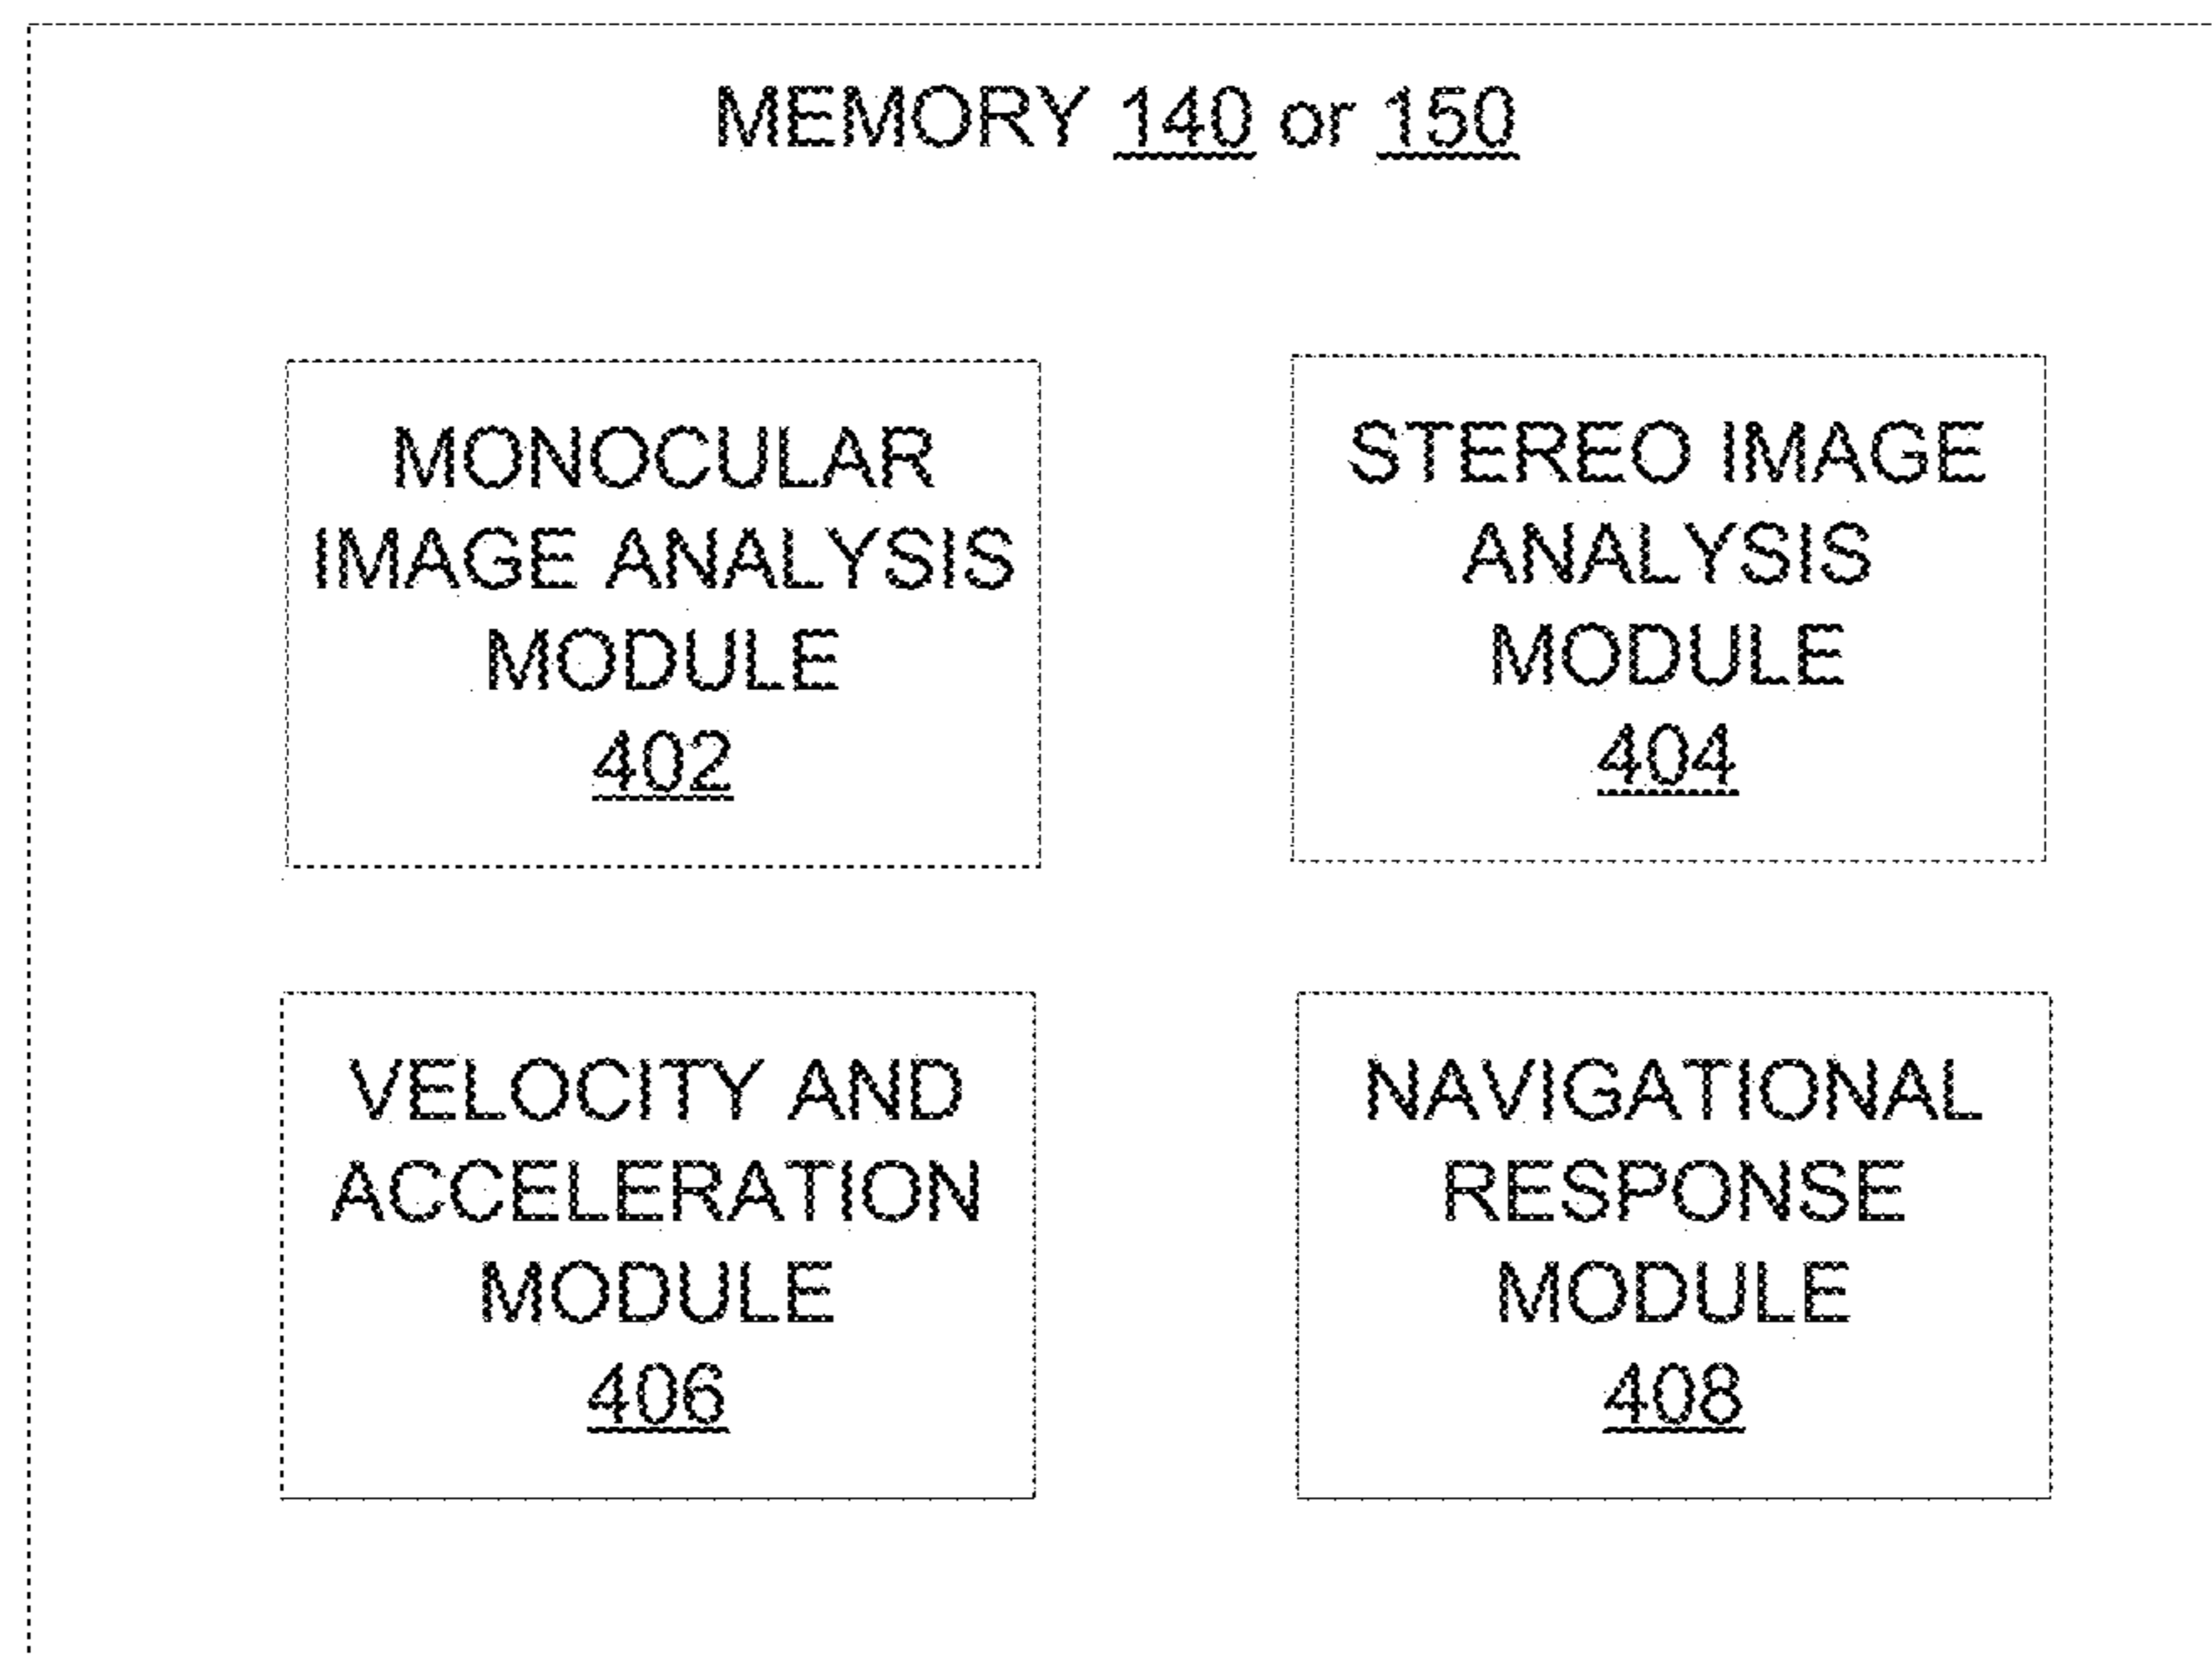 MEMORY 140 or 150
MONOCULAR
IMAGE ANALYSIS
MODULE
402
STEREO IMAGE
ANALYSIS
MODULE
404
VELOCITY AND
ACCELERATION
MODULE
406
NAVIGATIONAL
RESPONSE
MODULE
408